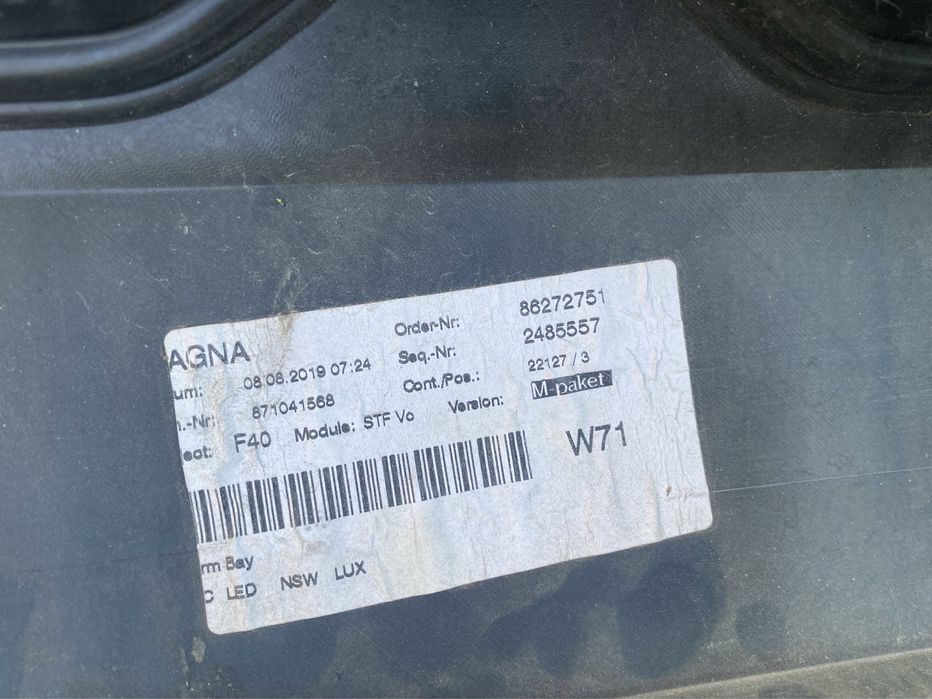 AGNA
um: 08.08.2019 07:24 Order-Nr: 86272751
.-Nr: 871041568 Seq.-Nr: 2485557
ect: F40 Module: STF Vo Cont./Pos.: 22127 / 3
Version: M-paket
W71
rm Bay
C LED NSW LUX